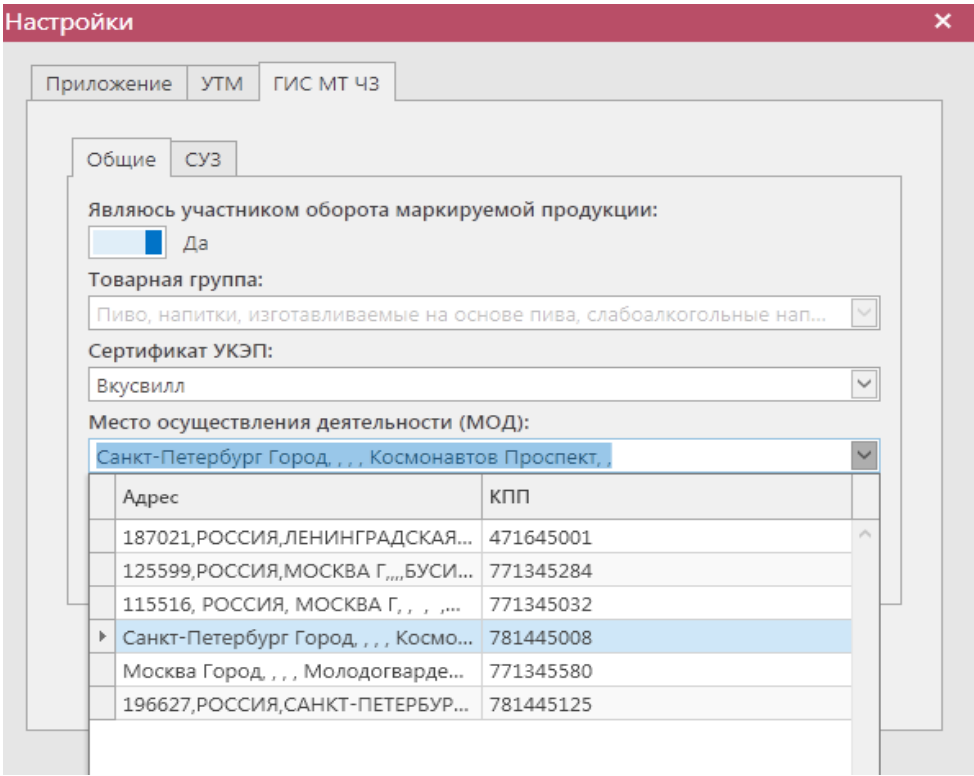 Настройки
Приложение УТМ ГИС МТ ЧЗ
Общие СУЗ
Являюсь участником оборота маркируемой продукции:
Да
Товарная группа:
Пиво, напитки, изготавливаемые на основе пива, слабоалкогольные нап...
Сертификат УКЭП:
Вкусвилл
Место осуществления деятельности (МОД):
Санкт-Петербург Город, , , , Космонавтов Проспект, ,
Адрес КПП
187021,РОССИЯ,ЛЕНИНГРАДСКАЯ... 471645001
125599,РОССИЯ,МОСКВА Г,,,,БУСИ... 771345284
115516, РОССИЯ, МОСКВА Г, , , ,... 771345032
Санкт-Петербург Город, , , , Космо... 781445008
Москва Город, , , , Молодогварде... 771345580
196627,РОССИЯ,САНКТ-ПЕТЕРБУР... 781445125